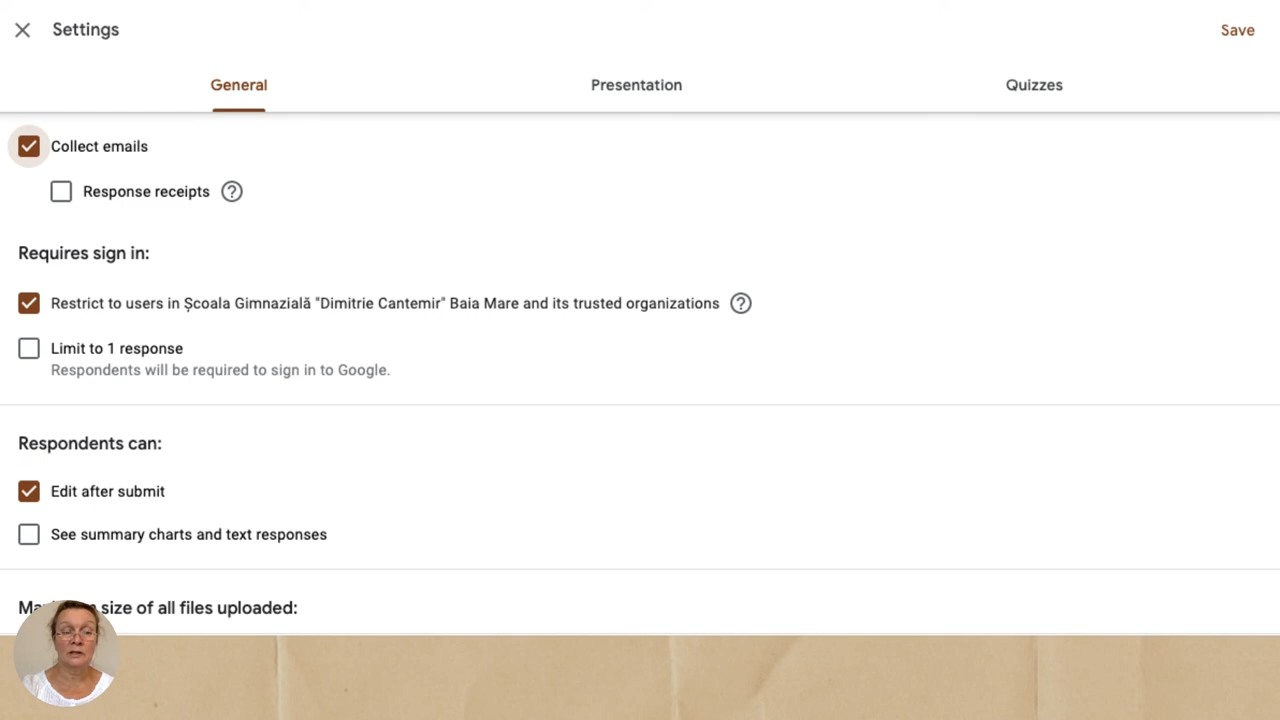 Settings
Save
General
Presentation
Quizzes
Collect emails
Response receipts
Requires sign in:
Restrict to users in Școala Gimnazială "Dimitrie Cantemir" Baia Mare and its trusted organizations
Limit to 1 response
Respondents will be required to sign in to Google.
Respondents can:
Edit after submit
See summary charts and text responses
size of all files uploaded: